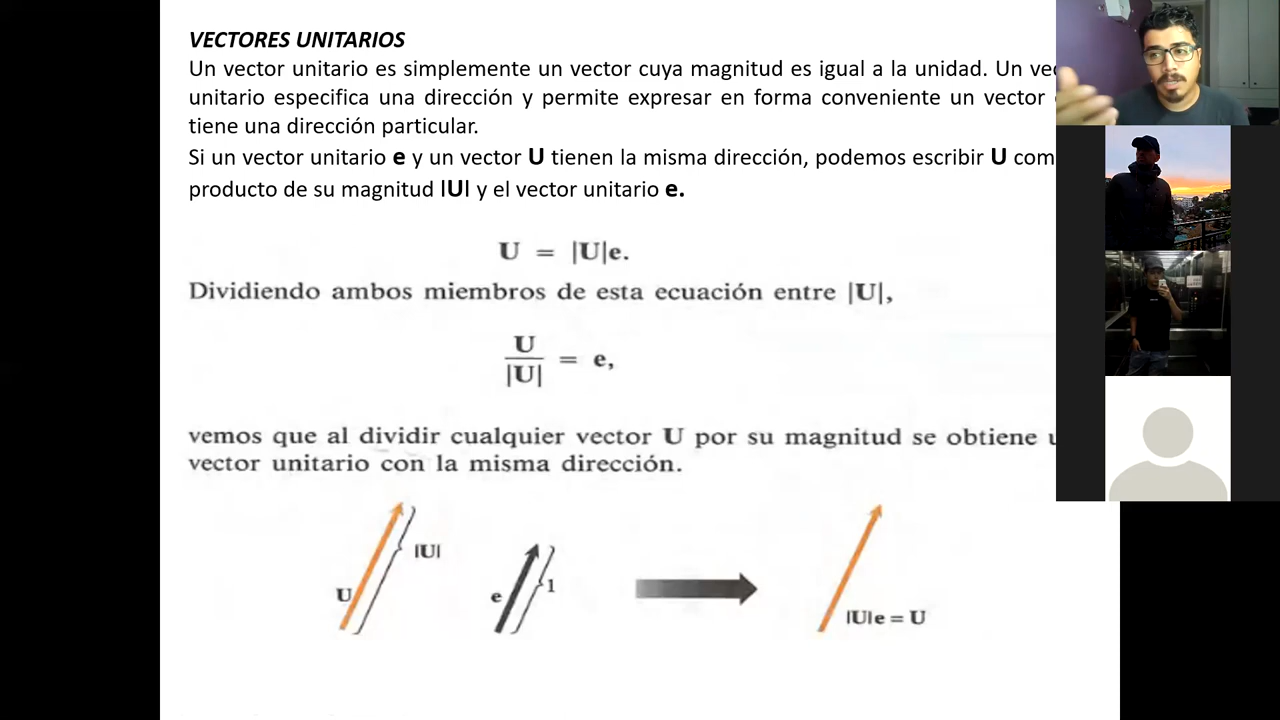 VECTORES UNITARIOS
Un vector unitario es simplemente un vector cuya magnitud es igual a la unidad. Un vec
unitario especifica una dirección y permite expresar en forma conveniente un vector
tiene una dirección particular.
Si un vector unitario e y un vector U tienen la misma dirección, podemos escribir U com
producto de su magnitud |U| y el vector unitario e.
U = |U|e.
Dividiendo ambos miembros de esta ecuación entre |U|,
U
|U|
= e,
vemos que al dividir cualquier vector U por su magnitud se obtiene u
vector unitario con la misma dirección.
U
|U|
e
1
|U|e = U